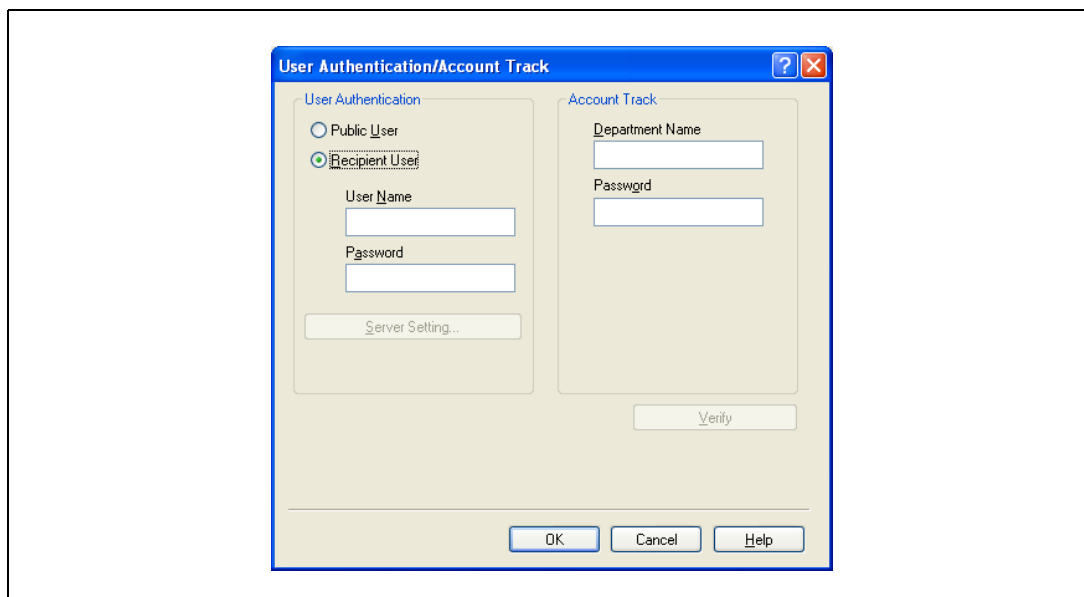 User Authentication/Account Track
User Authentication
Public User
Recipient User
User Name
Password
Server Setting...
Account Track
Department Name
Password
Verify
OK
Cancel
Help